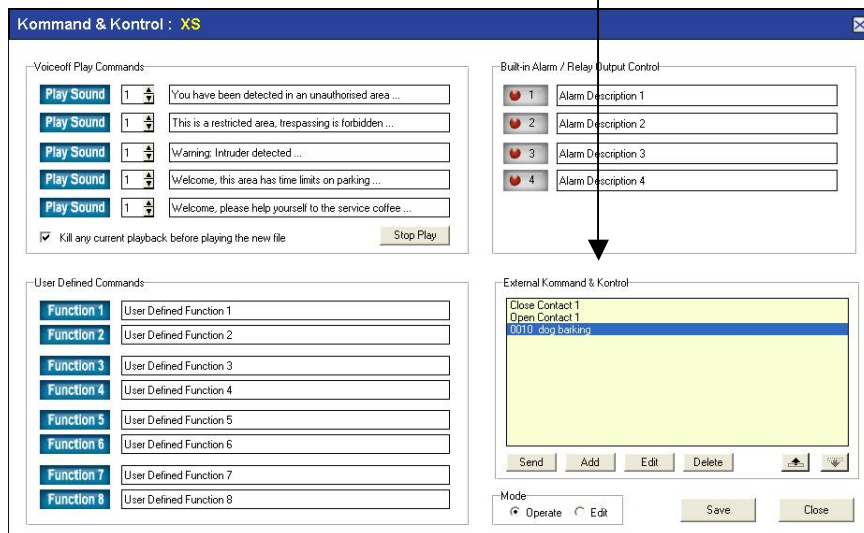 Kommand & Kontrol : XS
Voiceoff Play Commands
Play Sound 1 You have been detected in an unauthorised area ...
Play Sound 1 This is a restricted area, trespassing is forbidden ...
Play Sound 1 Warning: Intruder detected ...
Play Sound 1 Welcome, this area has time limits on parking ...
Play Sound 1 Welcome, please help yourself to the service coffee ...
Kill any current playback before playing the new file
Stop Play
Built-in Alarm / Relay Output Control
1 Alarm Description 1
2 Alarm Description 2
3 Alarm Description 3
4 Alarm Description 4
User Defined Commands
Function 1 User Defined Function 1
Function 2 User Defined Function 2
Function 3 User Defined Function 3
Function 4 User Defined Function 4
Function 5 User Defined Function 5
Function 6 User Defined Function 6
Function 7 User Defined Function 7
Function 8 User Defined Function 8
External Kommand & Kontrol
Close Contact 1
Open Contact 1
0010 dog barking
Send Add Edit Delete
Mode
Operate Edit
Save Close